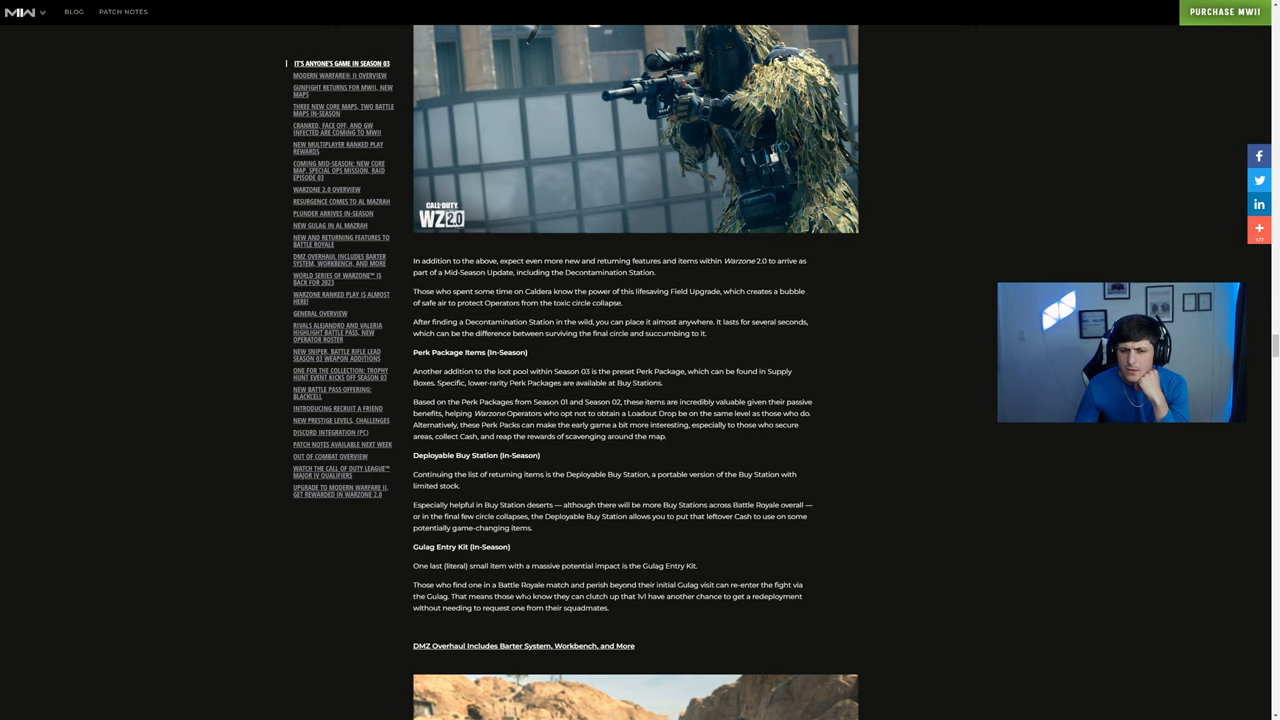 MW
BLOG
PATCH NOTES
PURCHASE MWII
IT'S ANYONE'S GAME IN SEASON 03
MODERN WARFARE® II OVERVIEW
GUNFIGHT RETURNS FOR MWII, NEW
MAPS
THREE NEW CORE MAPS, TWO BATTLE
MAPS IN-SEASON
CRANKED, FACE OFF, AND GW
INFECTED ARE COMING TO MWII
NEW MULTIPLAYER RANKED PLAY
REWARDS
COMING MID-SEASON: NEW CORE
MAP, SPECIAL OPS MISSION, RAID
EPISODE 03
WARZONE 2.0 OVERVIEW
RESURGENCE COMES TO AL MAZRAH
PLUNDER ARRIVES IN-SEASON
NEW GULAG IN AL MAZRAH
NEW AND RETURNING FEATURES TO
BATTLE ROYALE
DMZ OVERHAUL INCLUDES BARTER
SYSTEM, WORKBENCH, AND MORE
WORLD SERIES OF WARZONE™ IS
BACK FOR 2023
WARZONE RANKED PLAY IS ALMOST
HERE!
GENERAL OVERVIEW
RIVALS ALEJANDRO AND VALERIA
HIGHLIGHT BATTLE PASS, NEW
OPERATOR ROSTER
NEW SNIPER, BATTLE RIFLE LEAD
SEASON 03 WEAPON ADDITIONS
ONE FOR THE COLLECTION: TROPHY
HUNT EVENT KICKS OFF SEASON 03
NEW BATTLE PASS OFFERING:
BLACKCELL
INTRODUCING RECRUIT A FRIEND
NEW PRESTIGE LEVELS, CHALLENGES
DISCORD INTEGRATION (PC)
PATCH NOTES AVAILABLE NEXT WEEK
OUT OF COMBAT OVERVIEW
WATCH THE CALL OF DUTY LEAGUE™
MAJOR IV QUALIFIERS
UPGRADE TO MODERN WARFARE II,
GET REWARDED IN WARZONE 2.0
CALL OF DUTY
WZ 2.0
In addition to the above, expect even more new and returning features and items within Warzone 2.0 to arrive as
part of a Mid-Season Update, including the Decontamination Station.
Those who spent some time on Caldera know the power of this lifesaving Field Upgrade, which creates a bubble
of safe air to protect Operators from the toxic circle collapse.
After finding a Decontamination Station in the wild, you can place it almost anywhere. It lasts for several seconds,
which can be the difference between surviving the final circle and succumbing to it.
Perk Package Items (In-Season)
Another addition to the loot pool within Season 03 is the preset Perk Package, which can be found in Supply
Boxes. Specific, lower-rarity Perk Packages are available at Buy Stations.
Based on the Perk Packages from Season 01 and Season 02, these items are incredibly valuable given their passive
benefits, helping Warzone Operators who opt not to obtain a Loadout Drop be on the same level as those who do.
Alternatively, these Perk Packs can make the early game a bit more interesting, especially to those who secure
areas, collect Cash, and reap the rewards of scavenging around the map.
Deployable Buy Station (In-Season)
Continuing the list of returning items is the Deployable Buy Station, a portable version of the Buy Station with
limited stock.
Especially helpful in Buy Station deserts — although there will be more Buy Stations across Battle Royale overall —
or in the final few circle collapses, the Deployable Buy Station allows you to put that leftover Cash to use on some
potentially game-changing items.
Gulag Entry Kit (In-Season)
One last (literal) small item with a massive potential impact is the Gulag Entry Kit.
Those who find one in a Battle Royale match and perish beyond their initial Gulag visit can re-enter the fight via
the Gulag. That means those who know they can clutch up that 1v1 have another chance to get a redeployment
without needing to request one from their squadmates.
DMZ Overhaul Includes Barter System, Workbench, and More
177